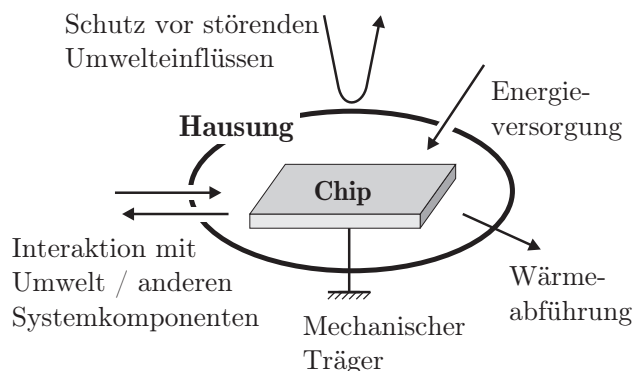 Schutz vor störenden
Umwelteinflüssen
Energie-
versorgung
Hausung
Chip
Interaktion mit
Umwelt / anderen
Systemkomponenten
Wärme-
abführung
Mechanischer
Träger